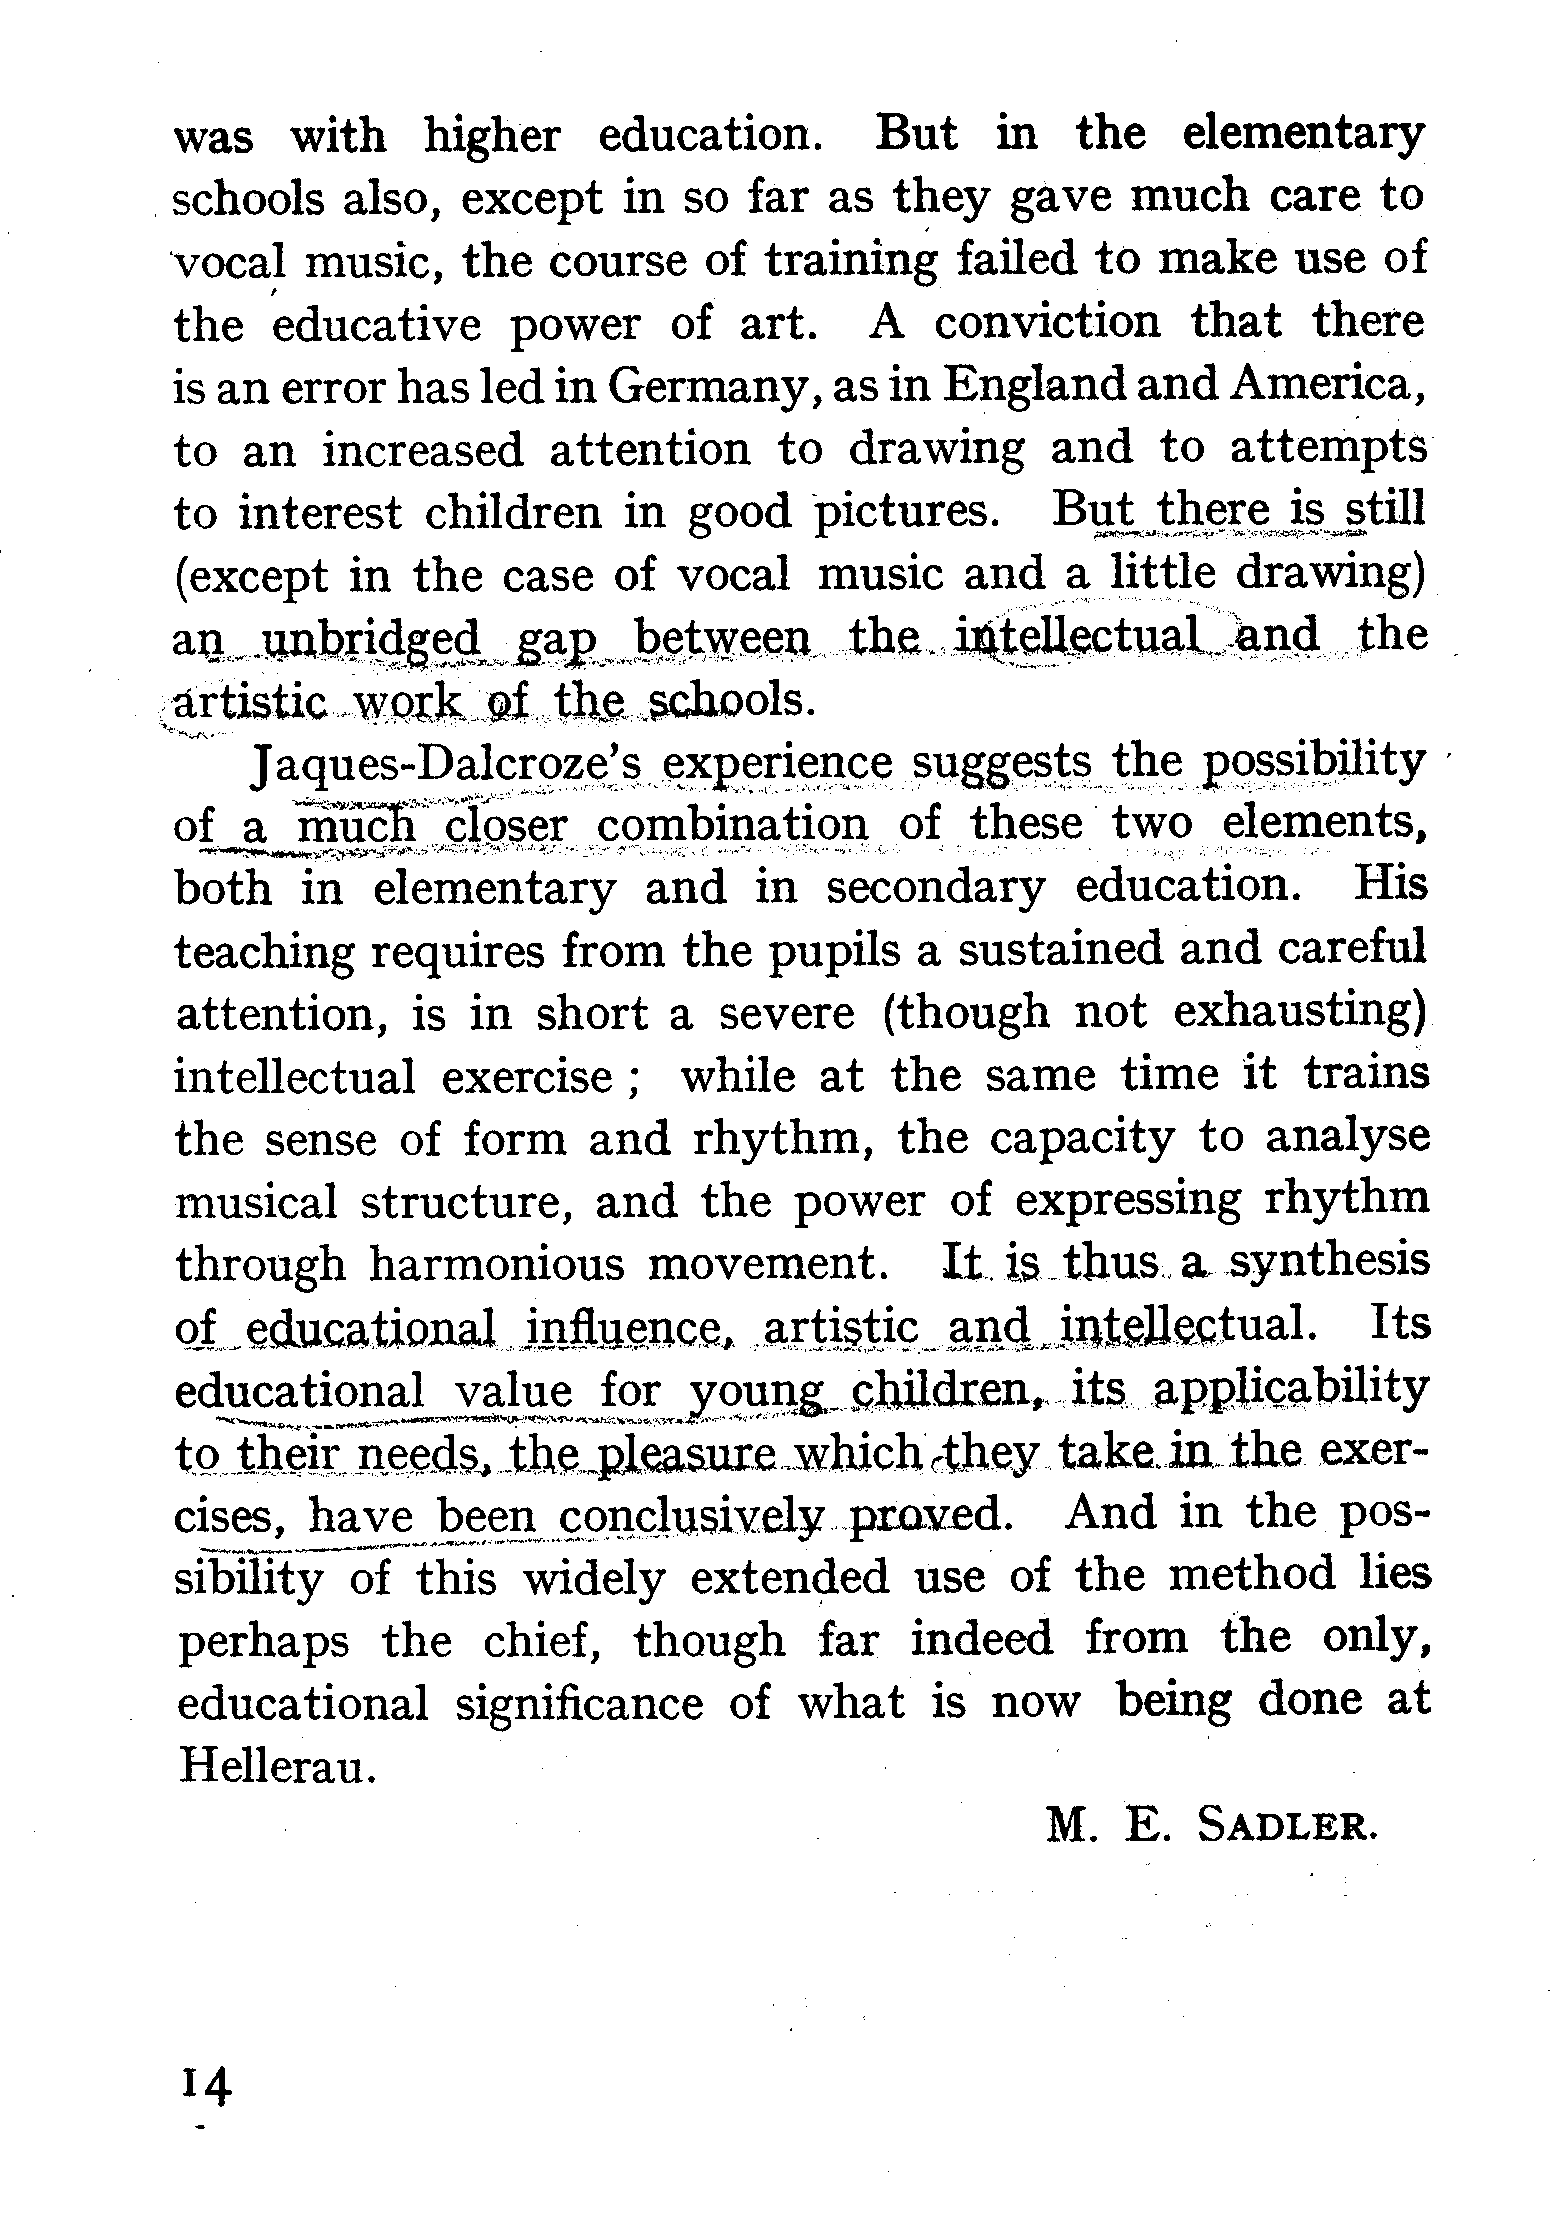 was with higher education. But in the elementary
schools also, except in so far as they gave much care to
vocal music, the course of training failed to make use of
the educative power of art. A conviction that there
is an error has led in Germany, as in England and America,
to an increased attention to drawing and to attempts
to interest children in good pictures. But there is still
(except in the case of vocal music and a little drawing)
an unbridged gap between the intellectual and the
artistic work of the schools.
Jaques-Dalcroze's experience suggests the possibility
of a much closer combination of these two elements,
both in elementary and in secondary education. His
teaching requires from the pupils a sustained and careful
attention, is in short a severe (though not exhausting)
intellectual exercise ; while at the same time it trains
the sense of form and rhythm, the capacity to analyse
musical structure, and the power of expressing rhythm
through harmonious movement. It is thus a synthesis
of educational influence, artistic and intellectual. Its
educational value for young children, its applicability
to their needs, the pleasure which they take in the exer-
cises, have been conclusively proved. And in the pos-
sibility of this widely extended use of the method lies
perhaps the chief, though far indeed from the only,
educational significance of what is now being done at
Hellerau.
M. E. SADLER.
14